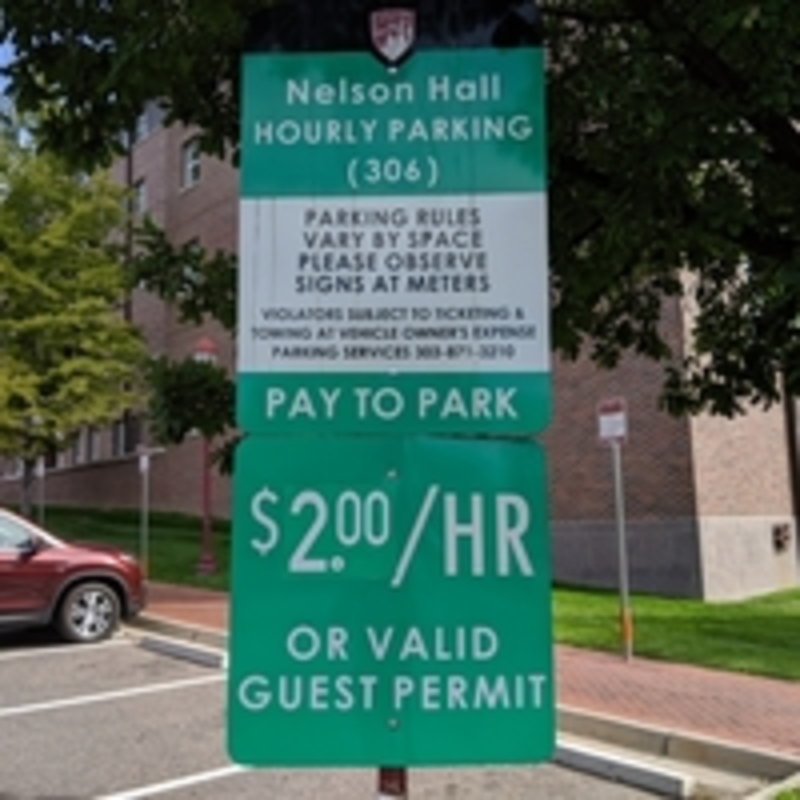 Nelson Hall
HOURLY PARKING
(306)
PARKING RULES
VARY BY SPACE
PLEASE OBSERVE
SIGNS AT METERS
VIOLATORS SUBJECT TO TICKETING &
TOWING AT VEHICLE OWNER'S EXPENSE
PARKING SERVICES 303-871-3210
PAY TO PARK
$2.00/HR
OR VALID
GUEST PERMIT